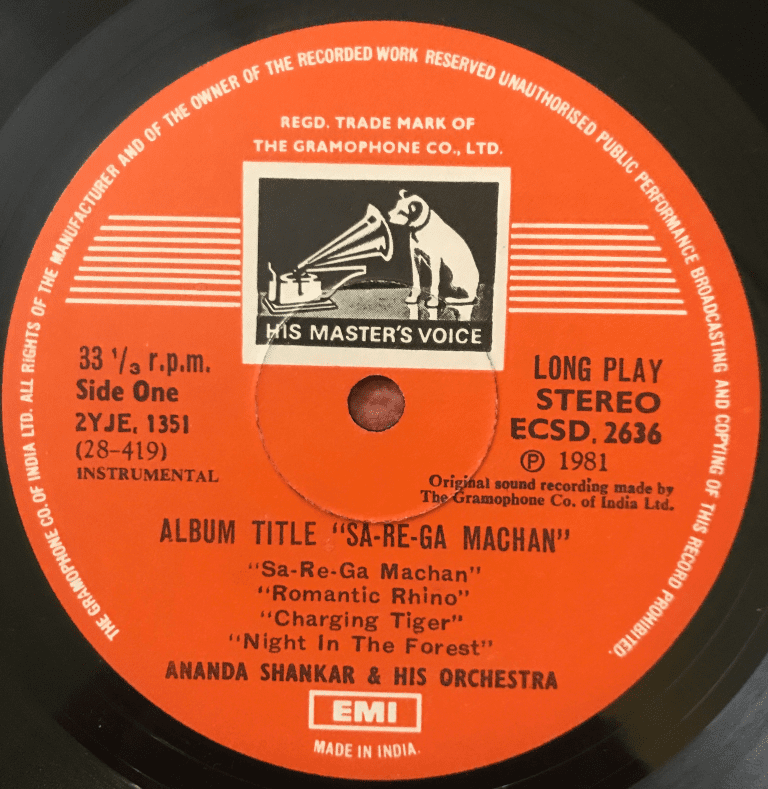 THE GRAMOPHONE CO. OF INDIA LTD. ALL RIGHTS OF THE MANUFACTURER AND OF THE OWNER OF THE RECORDED WORK RESERVED UNAUTHORISED PUBLIC PERFORMANCE BROADCASTING AND COPYING OF THIS RECORD PROHIBITED.
REGD. TRADE MARK OF
THE GRAMOPHONE CO., LTD.
HIS MASTER'S VOICE
33 ¹/₃ r.p.m.
Side One
2YJE. 1351
(28-419)
INSTRUMENTAL
LONG PLAY
STEREO
ECSD. 2636
℗ 1981
Original sound recording made by
The Gramophone Co. of India Ltd.
ALBUM TITLE "SA-RE-GA MACHAN"
"Sa-Re-Ga Machan"
"Romantic Rhino"
"Charging Tiger"
"Night In The Forest"
ANANDA SHANKAR & HIS ORCHESTRA
EMI
MADE IN INDIA.